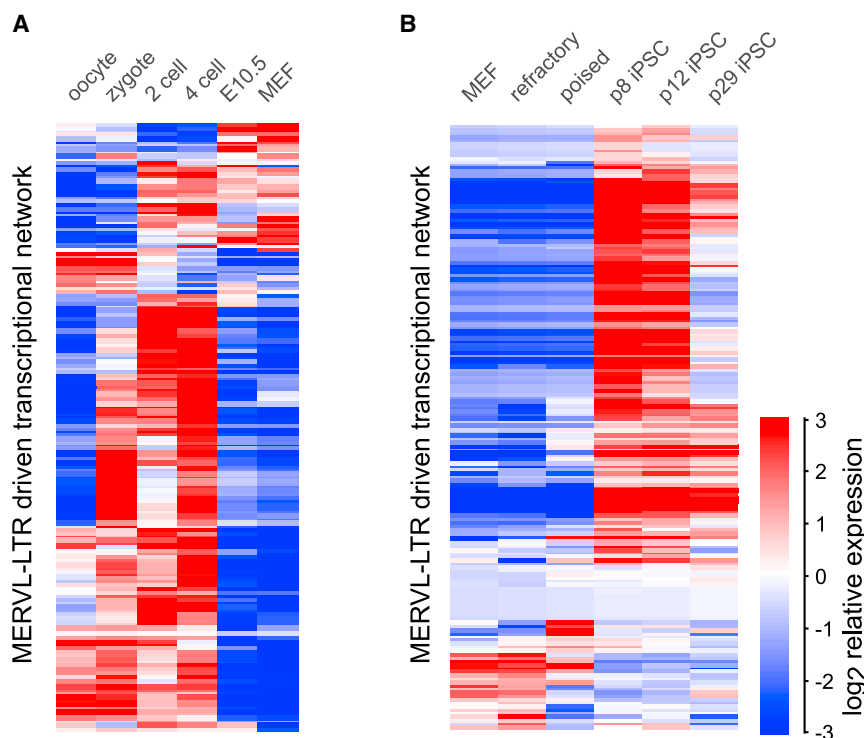 A
oocyte
zygote
2 cell
4 cell
E10.5
MEF
MERVL-LTR driven transcriptional network
B
MEF
refractory
poised
p8 iPSC
p12 iPSC
p29 iPSC
MERVL-LTR driven transcriptional network
3
2
1
0
-1
-2
-3
log2 relative expression